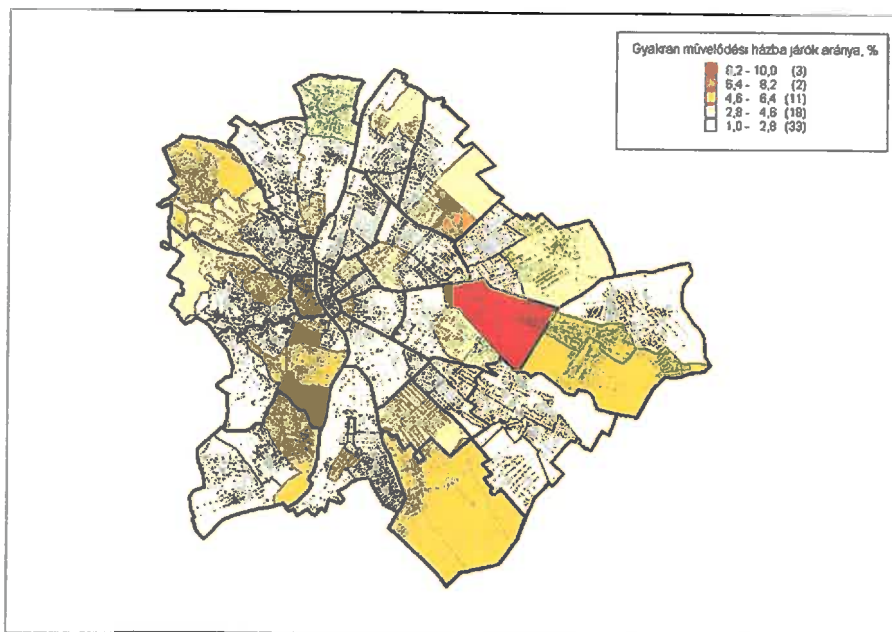 Gyakran művelődési házba járók aránya, %
8,2 - 10,0 (3)
6,4 - 8,2 (2)
4,6 - 6,4 (11)
2,8 - 4,6 (18)
1,0 - 2,8 (33)